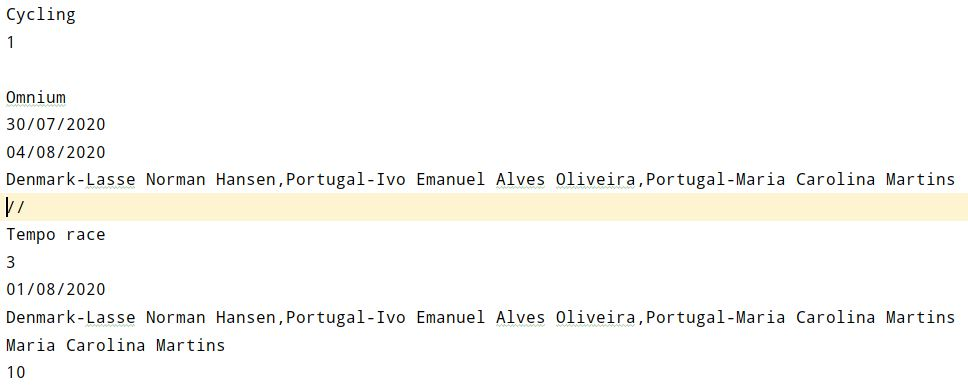 Cycling
1
Omnium
30/07/2020
04/08/2020
Denmark-Lasse Norman Hansen,Portugal-Ivo Emanuel Alves Oliveira,Portugal-Maria Carolina Martins
//
Tempo race
3
01/08/2020
Denmark-Lasse Norman Hansen,Portugal-Ivo Emanuel Alves Oliveira,Portugal-Maria Carolina Martins
Maria Carolina Martins
10